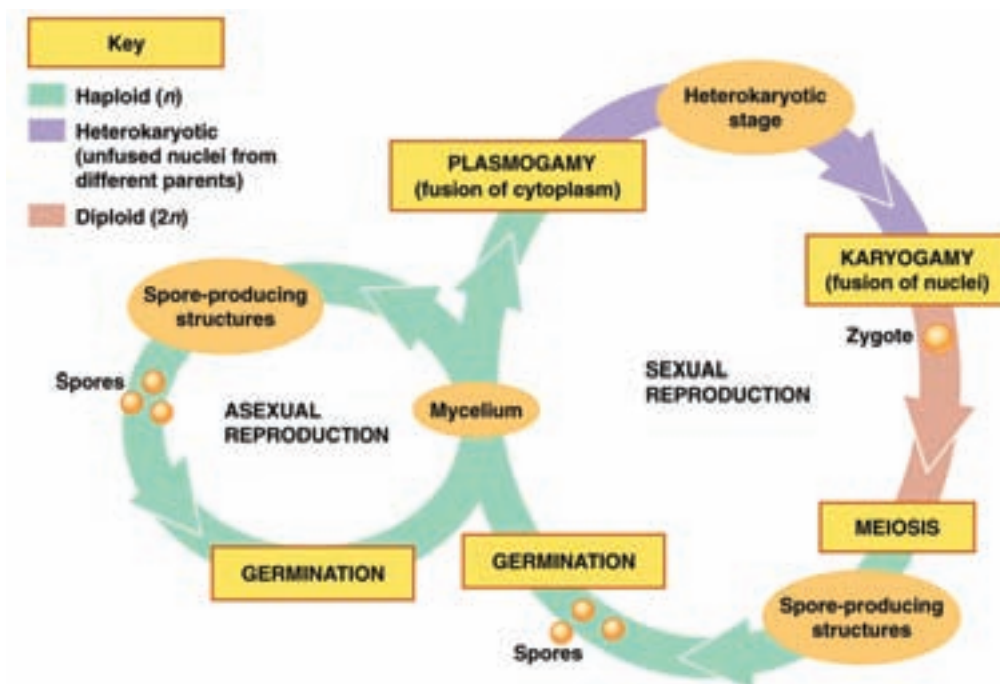 Key
Haploid (n)
Heterokaryotic
(unfused nuclei from
different parents)
Diploid (2n)
Heterokaryotic
stage
PLASMOGAMY
(fusion of cytoplasm)
KARYOGAMY
(fusion of nuclei)
Zygote
Spore-producing
structures
Spores
ASEXUAL
REPRODUCTION
Mycelium
SEXUAL
REPRODUCTION
MEIOSIS
GERMINATION
GERMINATION
Spore-producing
structures
Spores